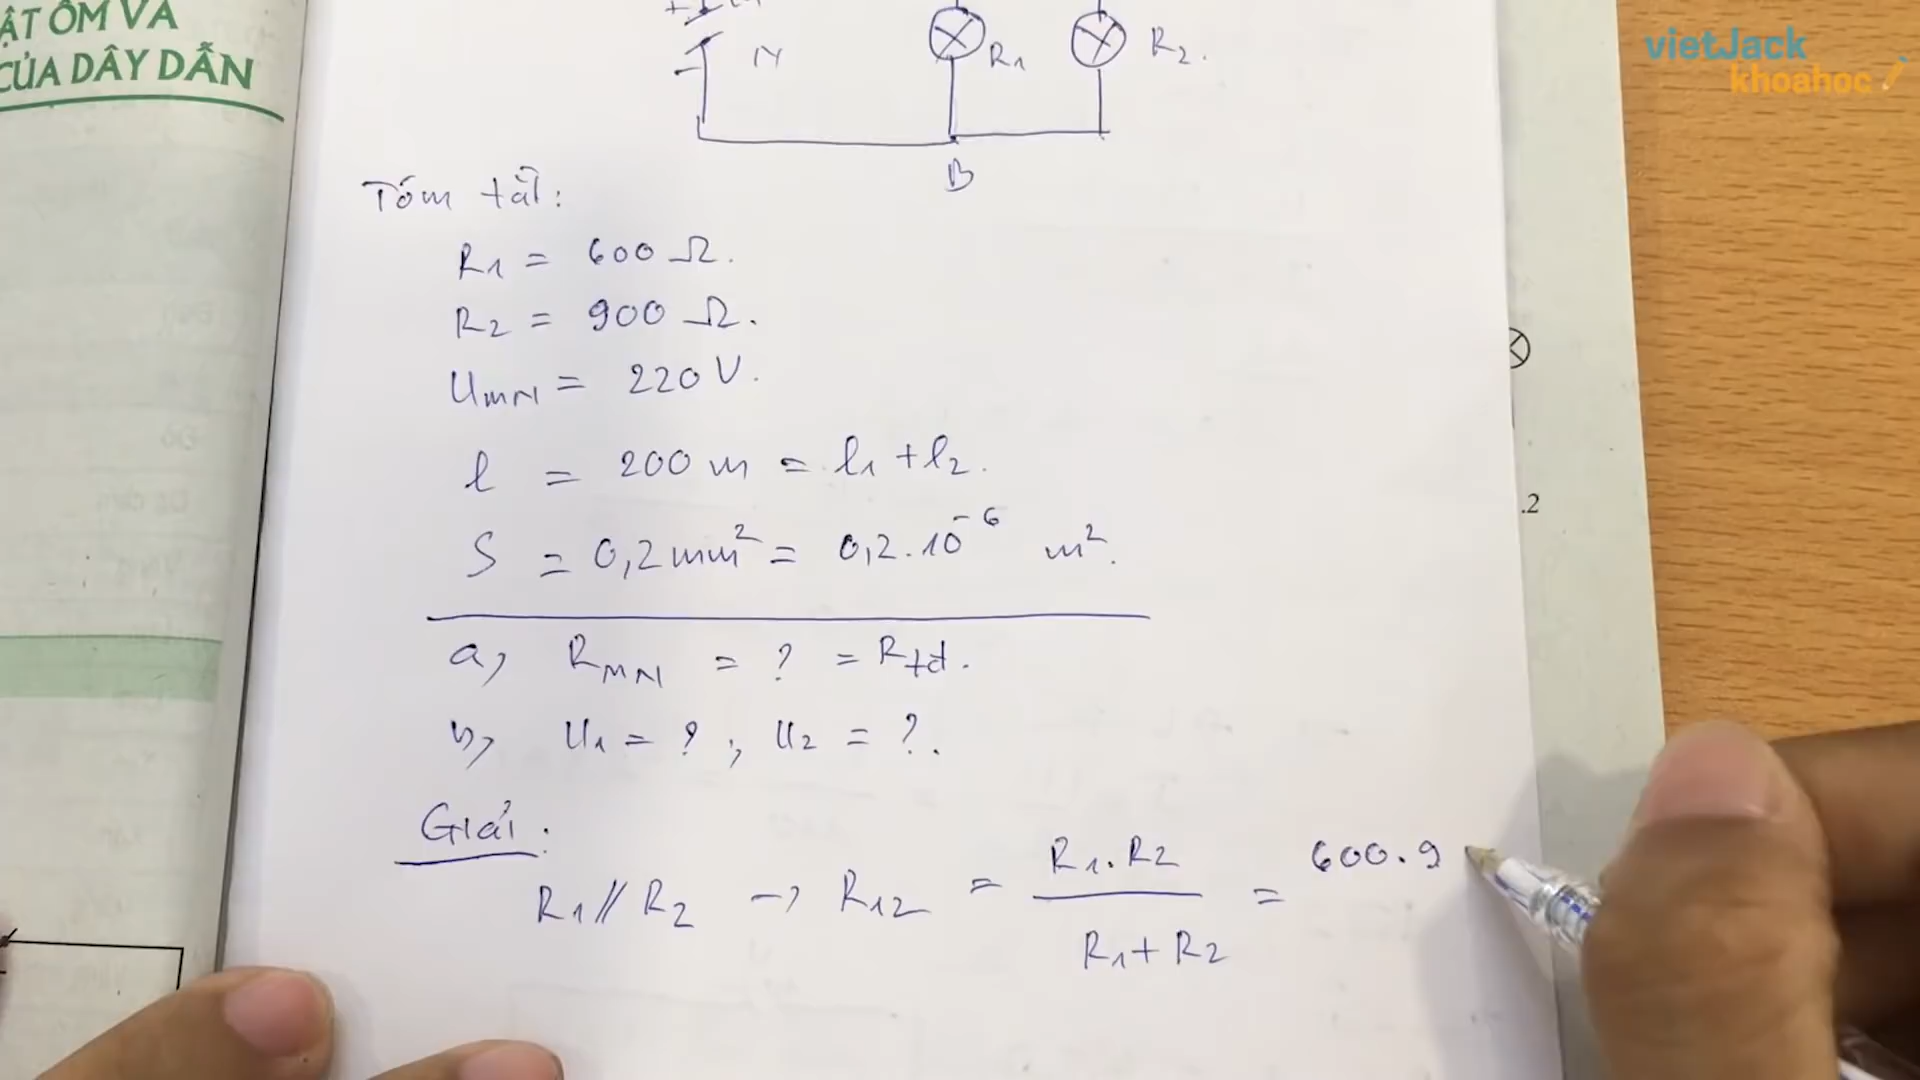 ẬT ÔM VÀ
CỦA DÂY DẪN
vietJack
khoahoc
+
N
R1
R2.
B
Tóm tắt:
R1 = 600 Ω.
R2 = 900 Ω.
UMN = 220 V.
l = 200 m = l1 + l2.
S = 0,2 mm² = 0,2.10⁻⁶ m².
.2
a, RMN = ? = Rtđ.
b, U1 = ? ; U2 = ?.
Giải:
R1 // R2 → R12 = R1.R2 / R1+R2 = 600.9